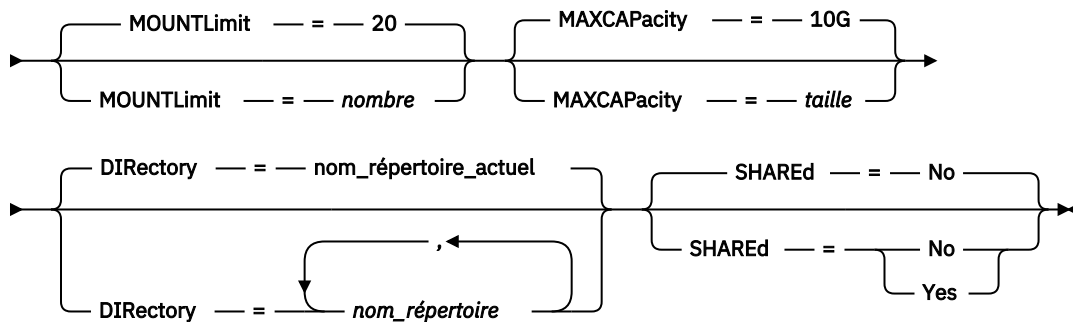 MOUNTLimit = 20
MAXCAPacity = 10G
MOUNTLimit = nombre
MAXCAPacity = taille
DIRectory = nom_répertoire_actuel
SHAREd = No
,
SHAREd = No
Yes
DIRectory = nom_répertoire